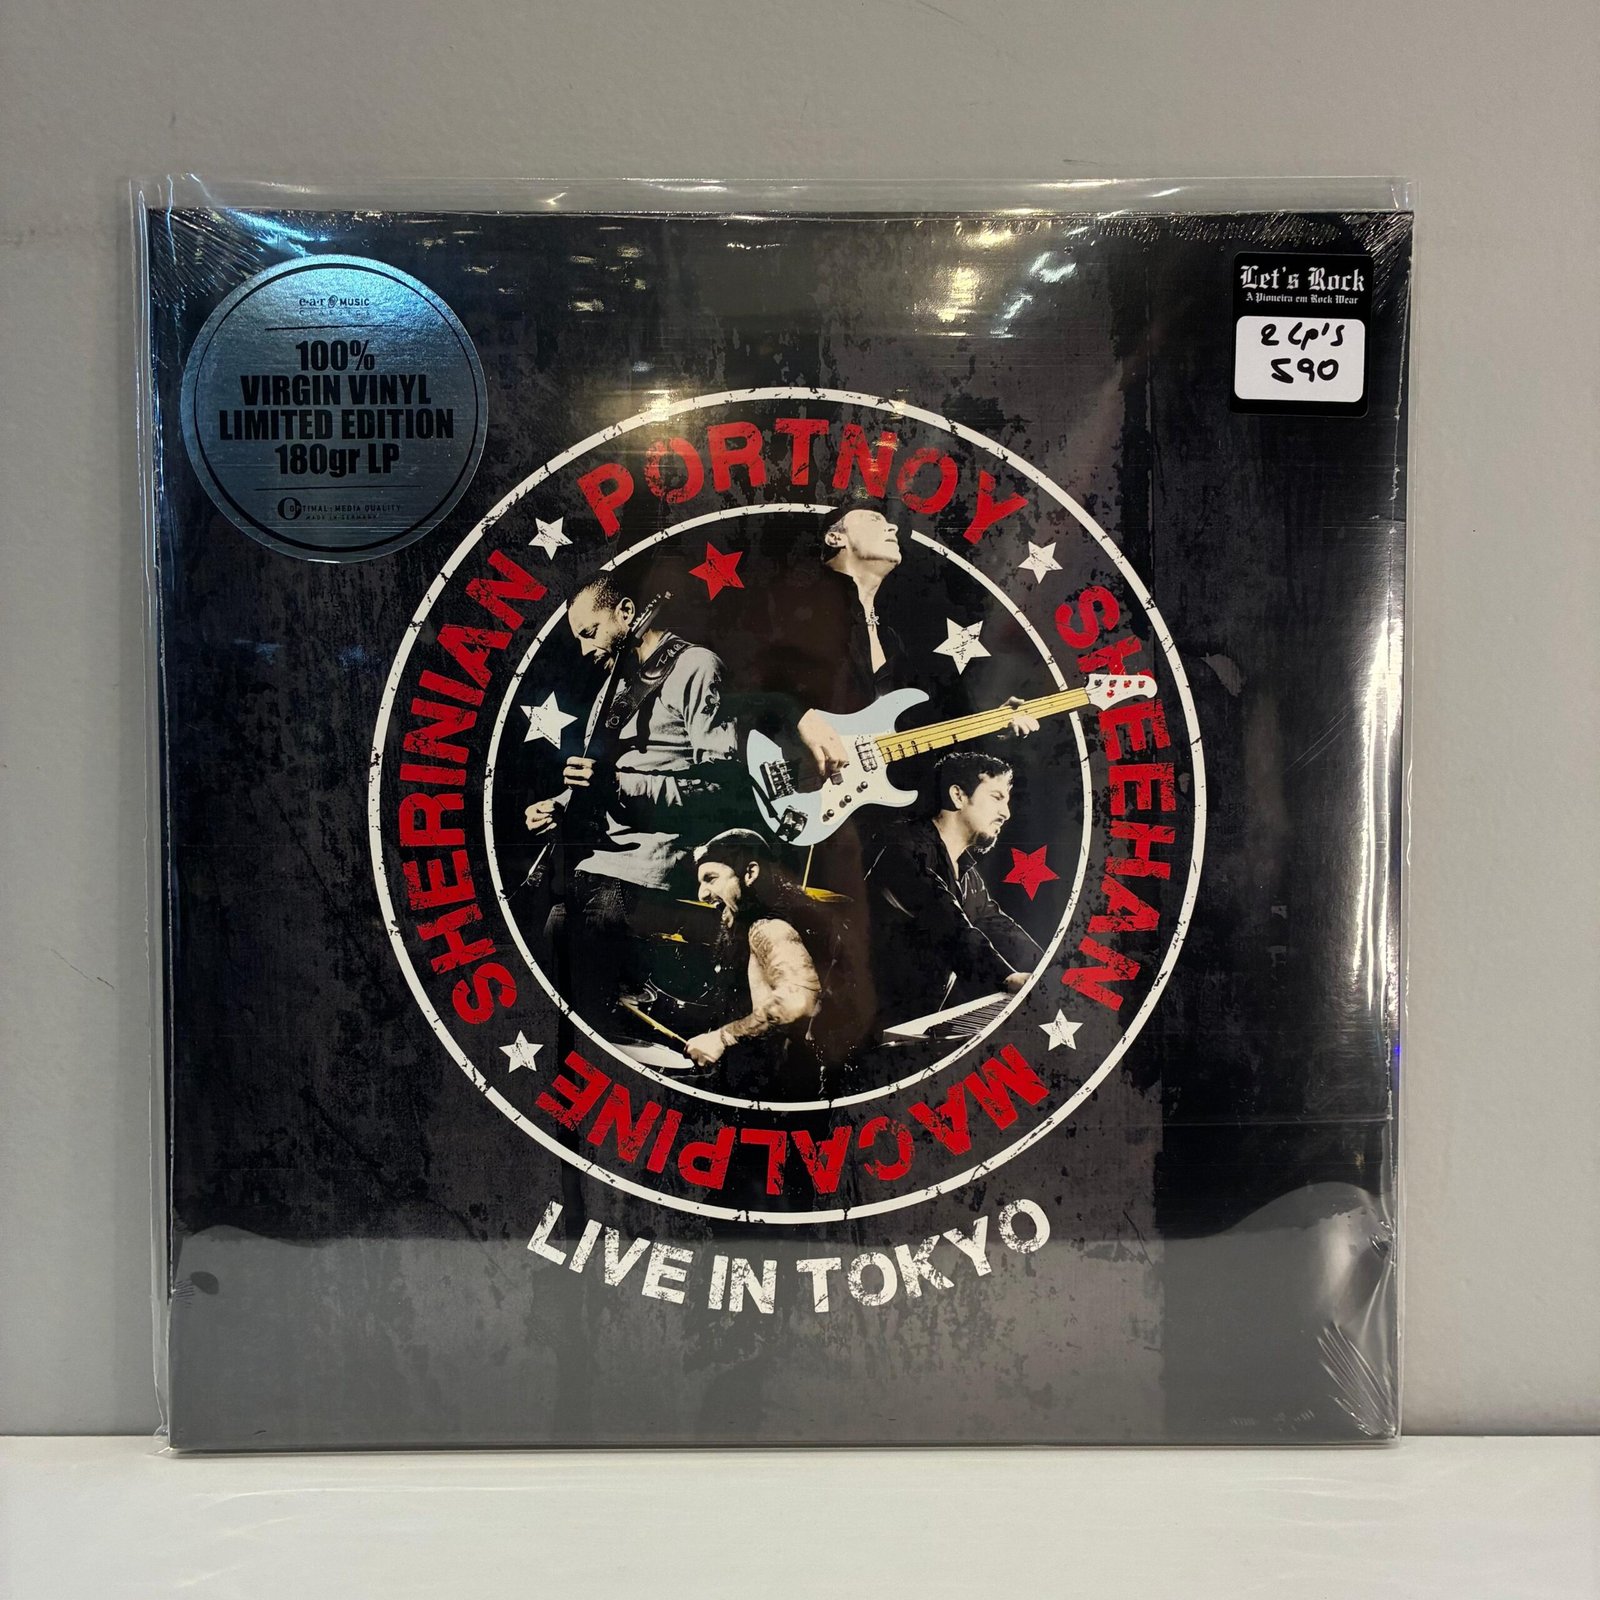 e·a·r MUSIC
100%
VIRGIN VINYL
LIMITED EDITION
180gr LP
OPTIMAL : MEDIA QUALITY
MADE IN GERMANY
Let's Rock
A Pioneira em Rock Wear
2 Lp's
590
PORTNOY
SHEEHAN
MACALPINE
SHERINIAN
LIVE IN TOKYO